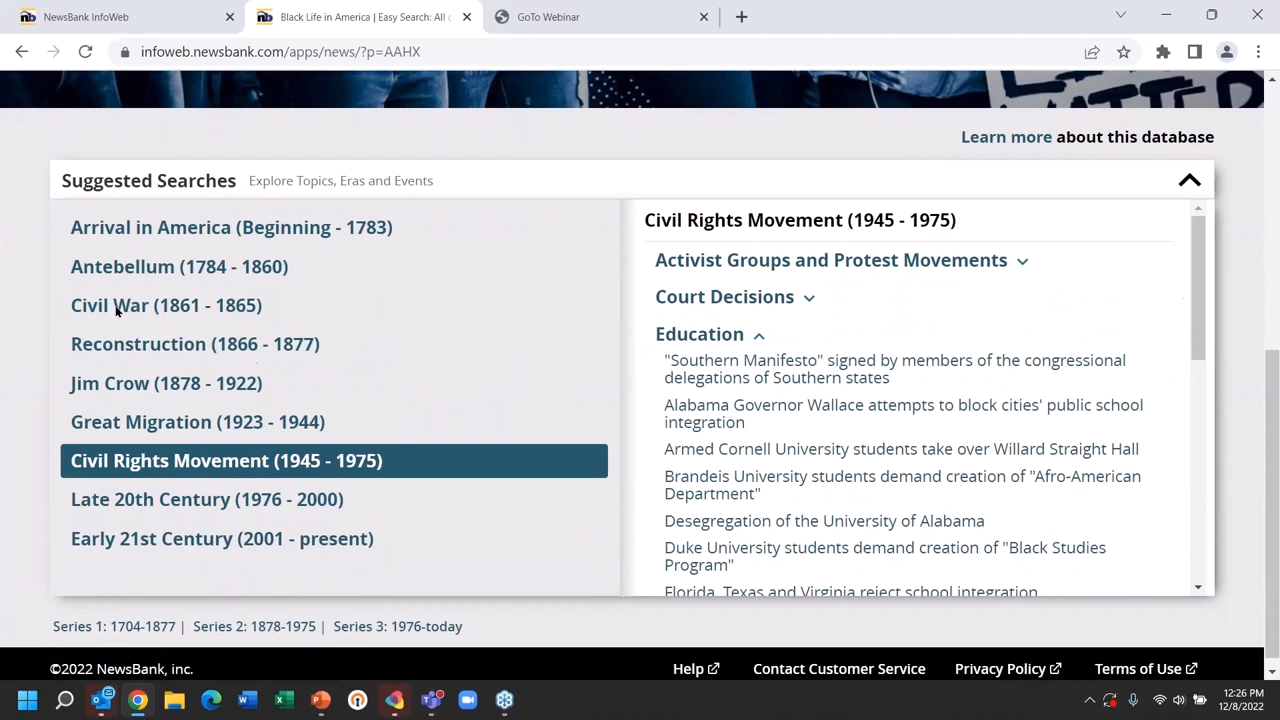 NewsBank InfoWeb
Black Life in America | Easy Search: All c
GoTo Webinar
infoweb.newsbank.com/apps/news/?p=AAHX
Learn more about this database
Suggested Searches Explore Topics, Eras and Events
Arrival in America (Beginning - 1783)
Antebellum (1784 - 1860)
Civil War (1861 - 1865)
Reconstruction (1866 - 1877)
Jim Crow (1878 - 1922)
Great Migration (1923 - 1944)
Civil Rights Movement (1945 - 1975)
Late 20th Century (1976 - 2000)
Early 21st Century (2001 - present)
Civil Rights Movement (1945 - 1975)
Activist Groups and Protest Movements
Court Decisions
Education
"Southern Manifesto" signed by members of the congressional
delegations of Southern states
Alabama Governor Wallace attempts to block cities' public school
integration
Armed Cornell University students take over Willard Straight Hall
Brandeis University students demand creation of "Afro-American
Department"
Desegregation of the University of Alabama
Duke University students demand creation of "Black Studies
Program"
Florida, Texas and Virginia reject school integration
Series 1: 1704-1877 | Series 2: 1878-1975 | Series 3: 1976-today
©2022 NewsBank, inc.
Help
Contact Customer Service
Privacy Policy
Terms of Use
12:26 PM
12/8/2022